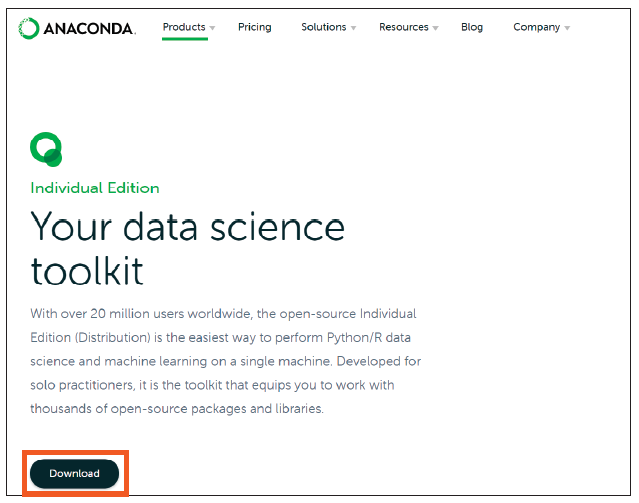 ANACONDA.
Products Pricing Solutions Resources Blog Company
Individual Edition
Your data science
toolkit
With over 20 million users worldwide, the open-source Individual
Edition (Distribution) is the easiest way to perform Python/R data
science and machine learning on a single machine. Developed for
solo practitioners, it is the toolkit that equips you to work with
thousands of open-source packages and libraries.
Download